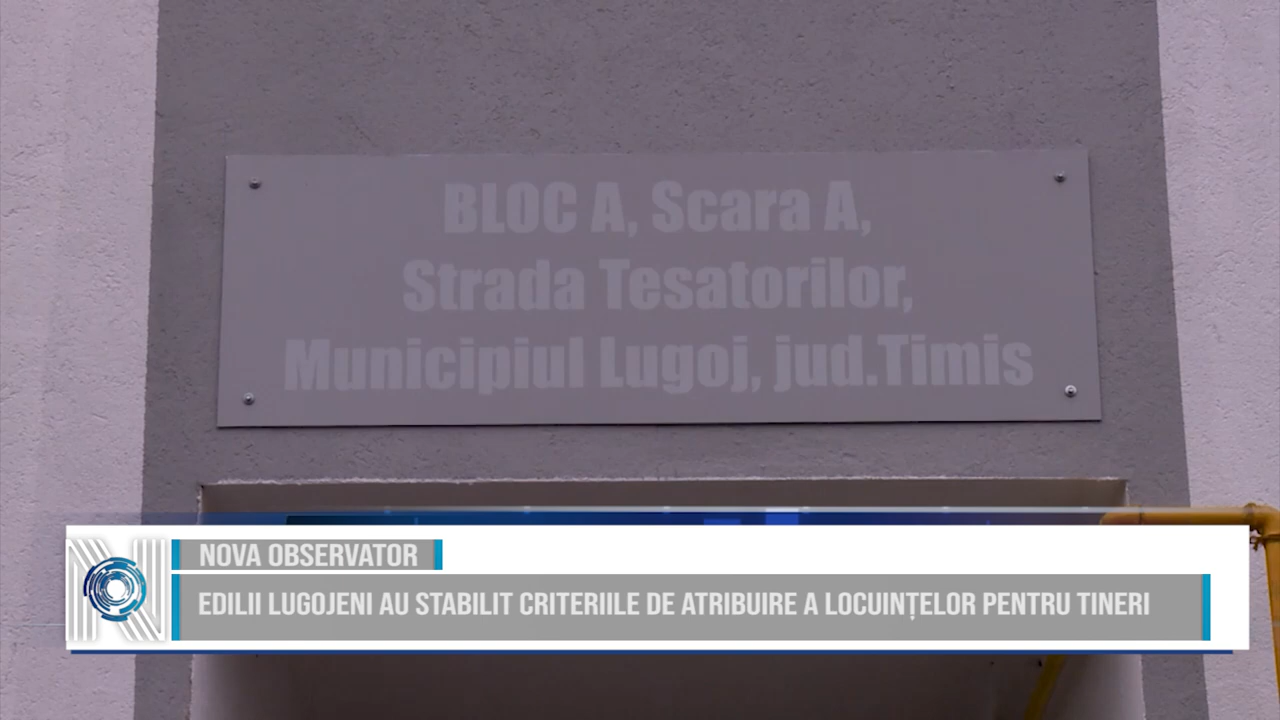 BLOC A, Scara A,
Strada Tesatorilor,
Municipiul Lugoj, jud.Timis
NOVA OBSERVATOR
EDILII LUGOJENI AU STABILIT CRITERIILE DE ATRIBUIRE A LOCUINȚELOR PENTRU TINERI